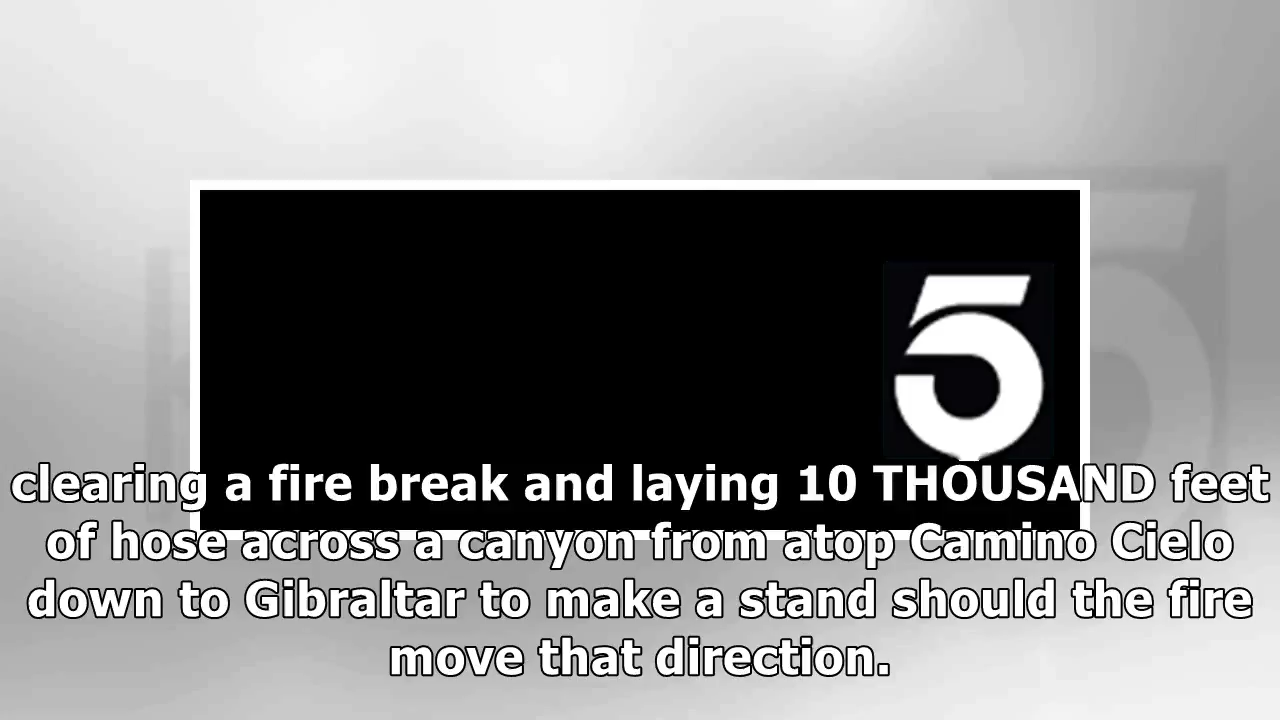 5
clearing a fire break and laying 10 THOUSAND feet
of hose across a canyon from atop Camino Cielo
down to Gibraltar to make a stand should the fire
move that direction.